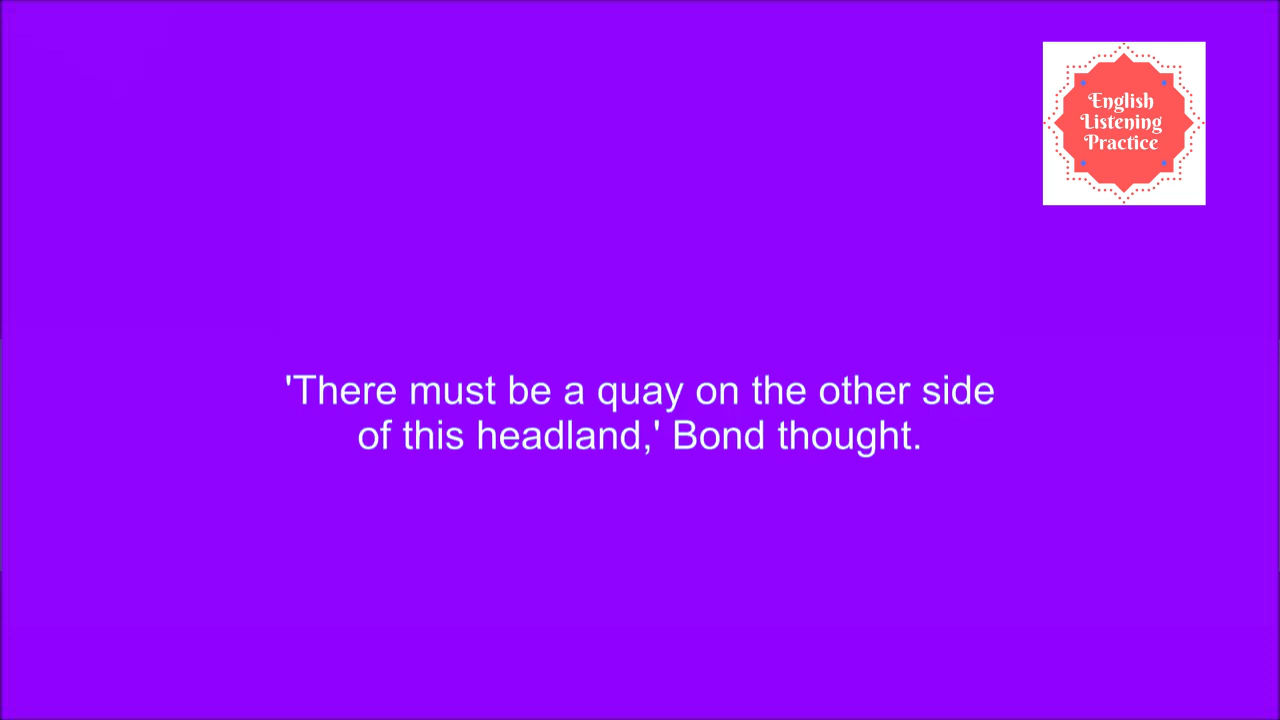 English
Listening
Practice
'There must be a quay on the other side
of this headland,' Bond thought.